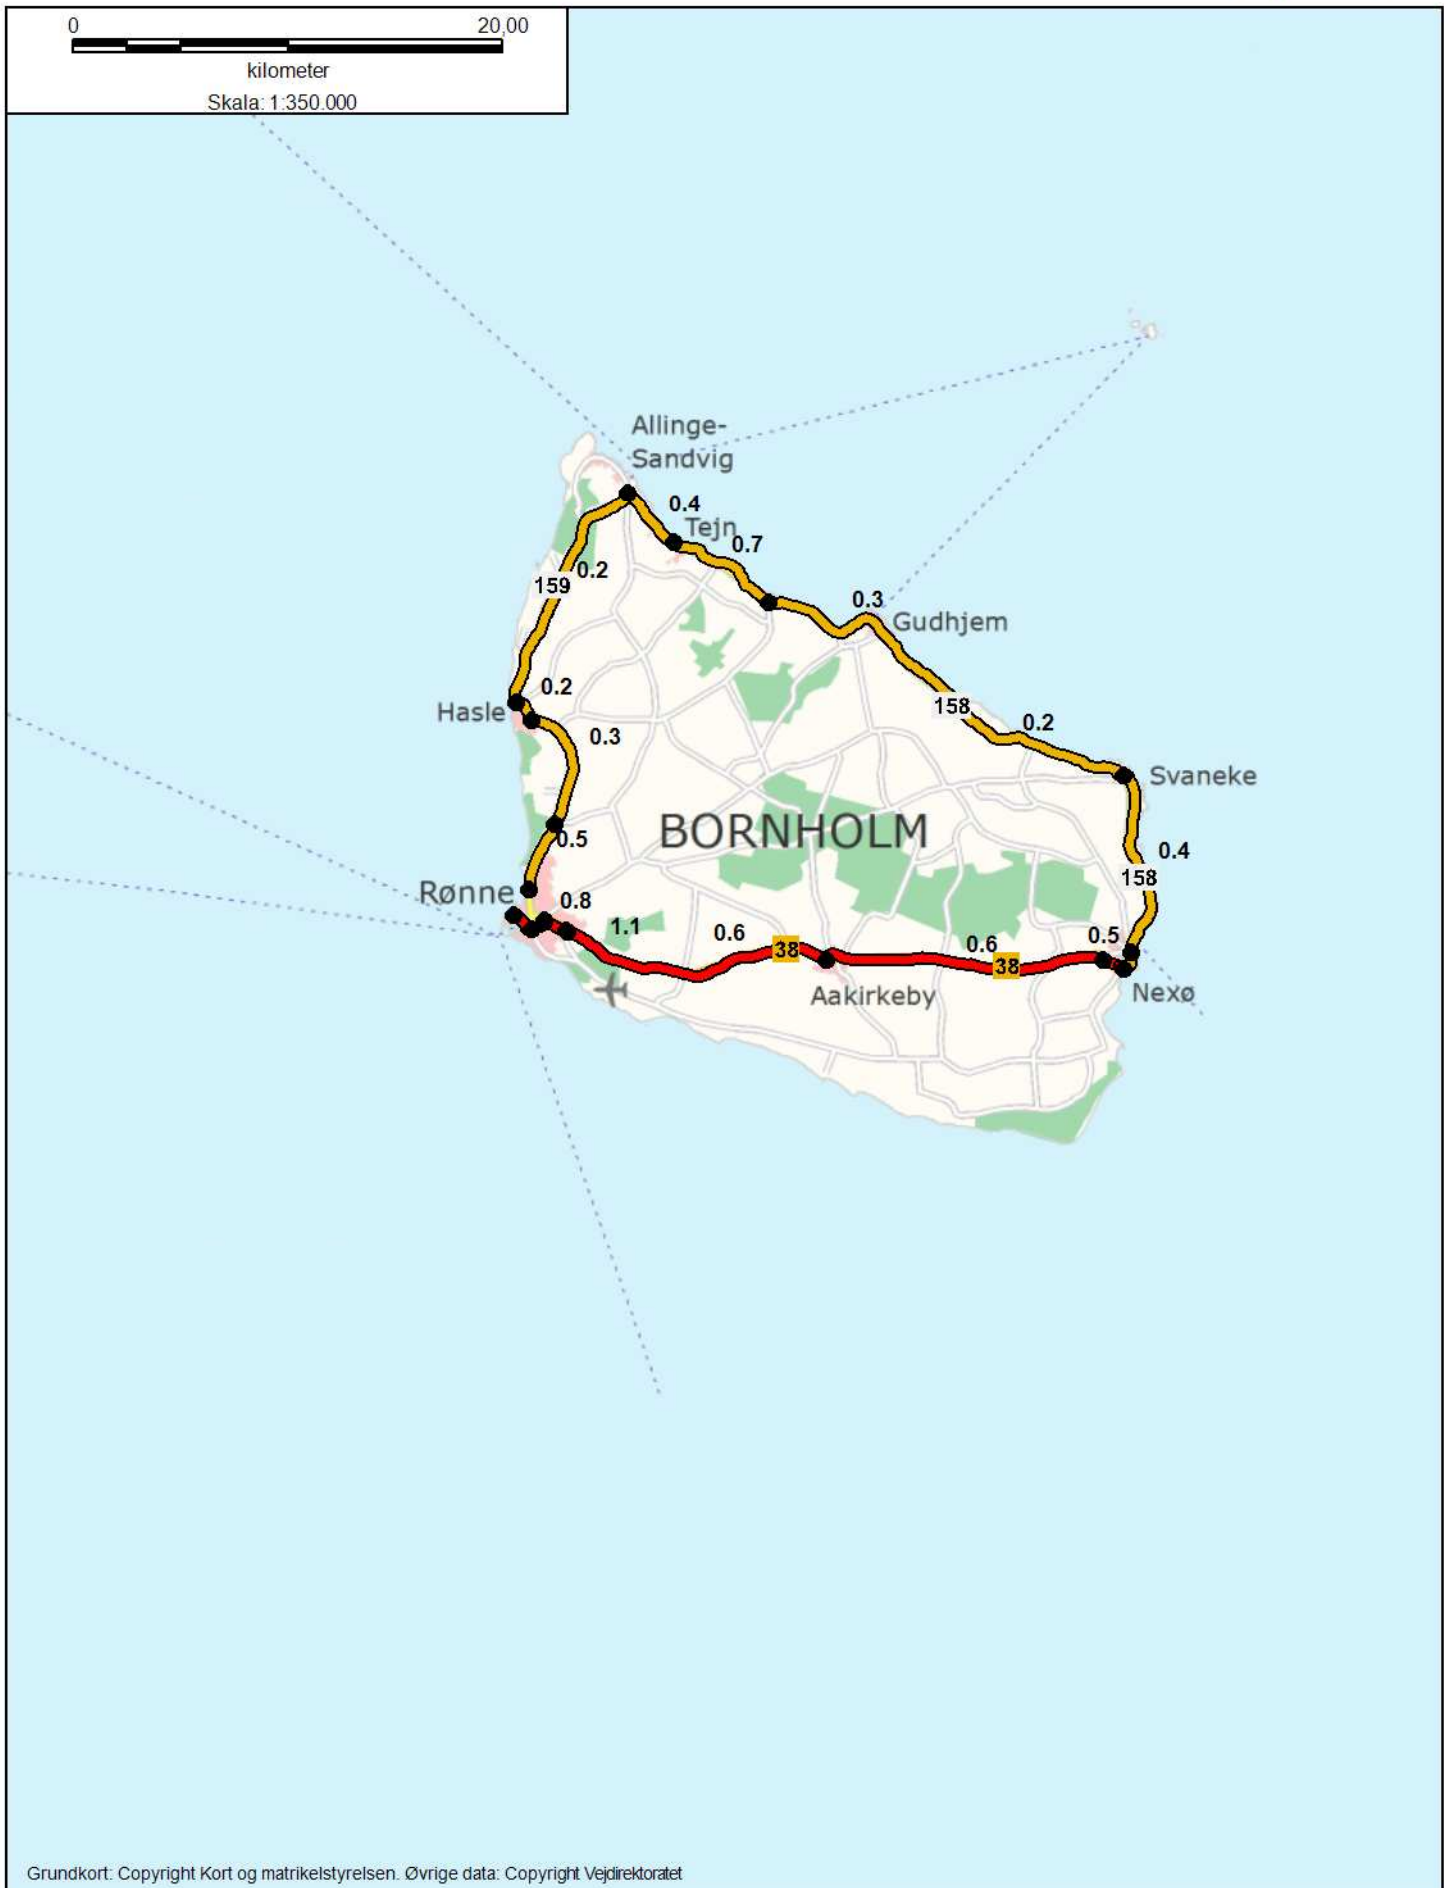 0 20,00
kilometer
Skala: 1:350.000
Allinge-
Sandvig
0.4
Tejn
0.7
0.2
159
0.3
Gudhjem
0.2
Hasle
158
0.2
0.3
Svaneke
BORNHOLM
0.5
0.4
158
Rønne
0.8
1.1
0.6
0.5
0.6
38
38
Aakirkeby
Nexø
Grundkort: Copyright Kort og matrikelstyrelsen. Øvrige data: Copyright Vejdirektoratet